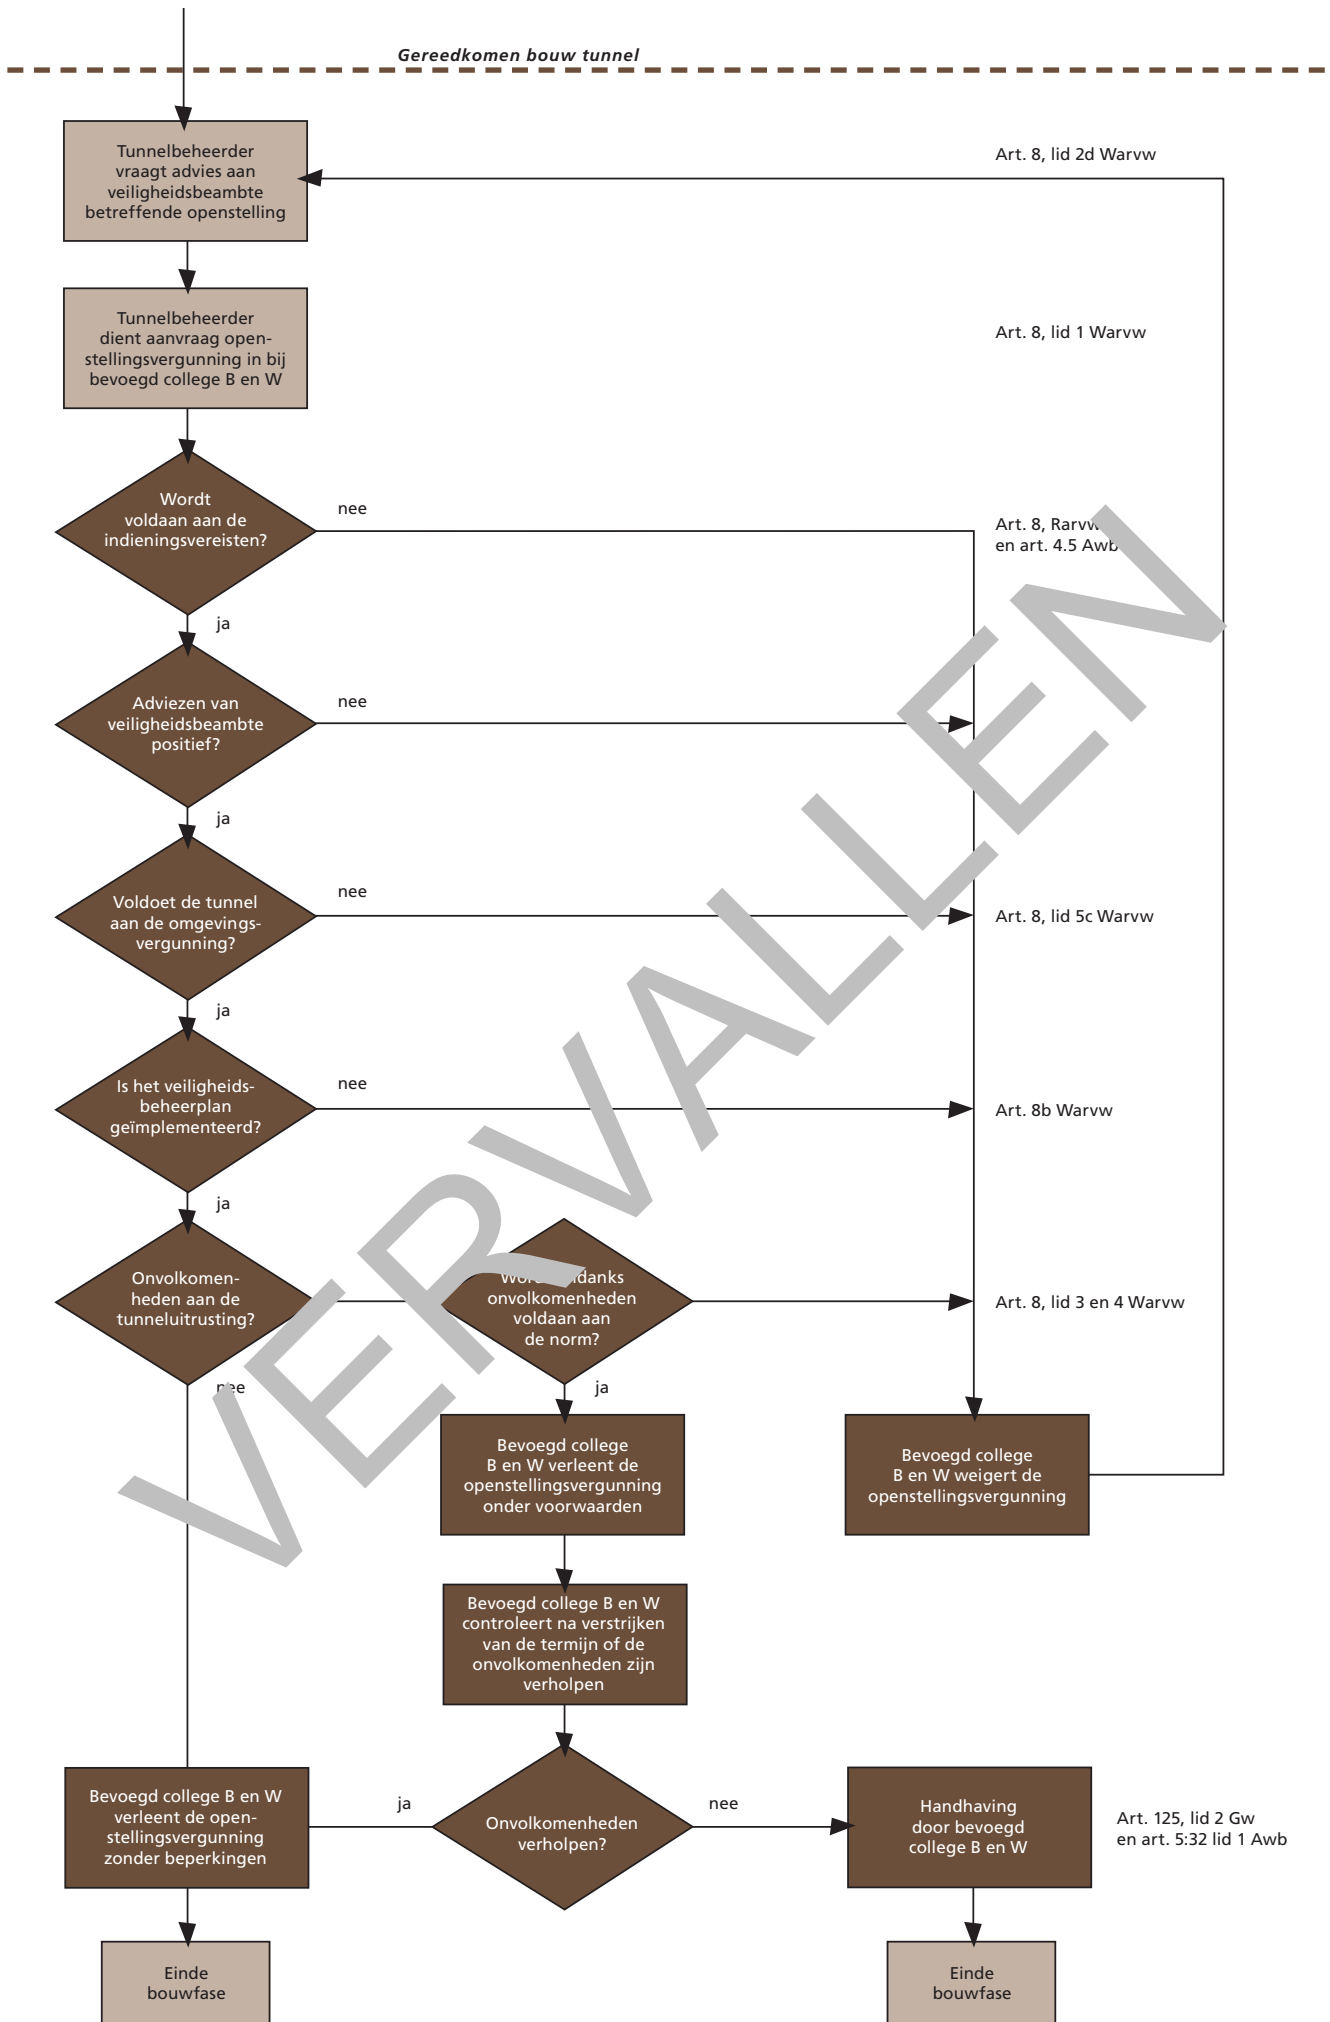 Gereedkomen bouw tunnel
Tunnelbeheerder
vraagt advies aan
veiligheidsbeambte
betreffende openstelling
Art. 8, lid 2d Warvw
Tunnelbeheerder
dient aanvraag open-
stellingsvergunning in bij
bevoegd college B en W
Art. 8, lid 1 Warvw
Wordt
voldaan aan de
indieningsvereisten?
nee
Art. 8, Rarvw
en art. 4.5 Awb
ja
Adviezen van
veiligheidsbeambte
positief?
nee
ja
Voldoet de tunnel
aan de omgevings-
vergunning?
nee
Art. 8, lid 5c Warvw
ja
Is het veiligheids-
beheerplan
geïmplementeerd?
nee
Art. 8b Warvw
ja
Onvolkomen-
heden aan de
tunneluitrusting?
onvolkomenheden
voldaan aan
de norm?
Art. 8, lid 3 en 4 Warvw
nee
ja
Bevoegd college
B en W verleent de
openstellingsvergunning
onder voorwaarden
Bevoegd college
B en W weigert de
openstellingsvergunning
Bevoegd college B en W
controleert na verstrijken
van de termijn of de
onvolkomenheden zijn
verholpen
Bevoegd college B en W
verleent de open-
stellingsvergunning
zonder beperkingen
ja
Onvolkomenheden
verholpen?
nee
Handhaving
door bevoegd
college B en W
Art. 125, lid 2 Gw
en art. 5:32 lid 1 Awb
Einde
bouwfase
Einde
bouwfase
VERVALLEN